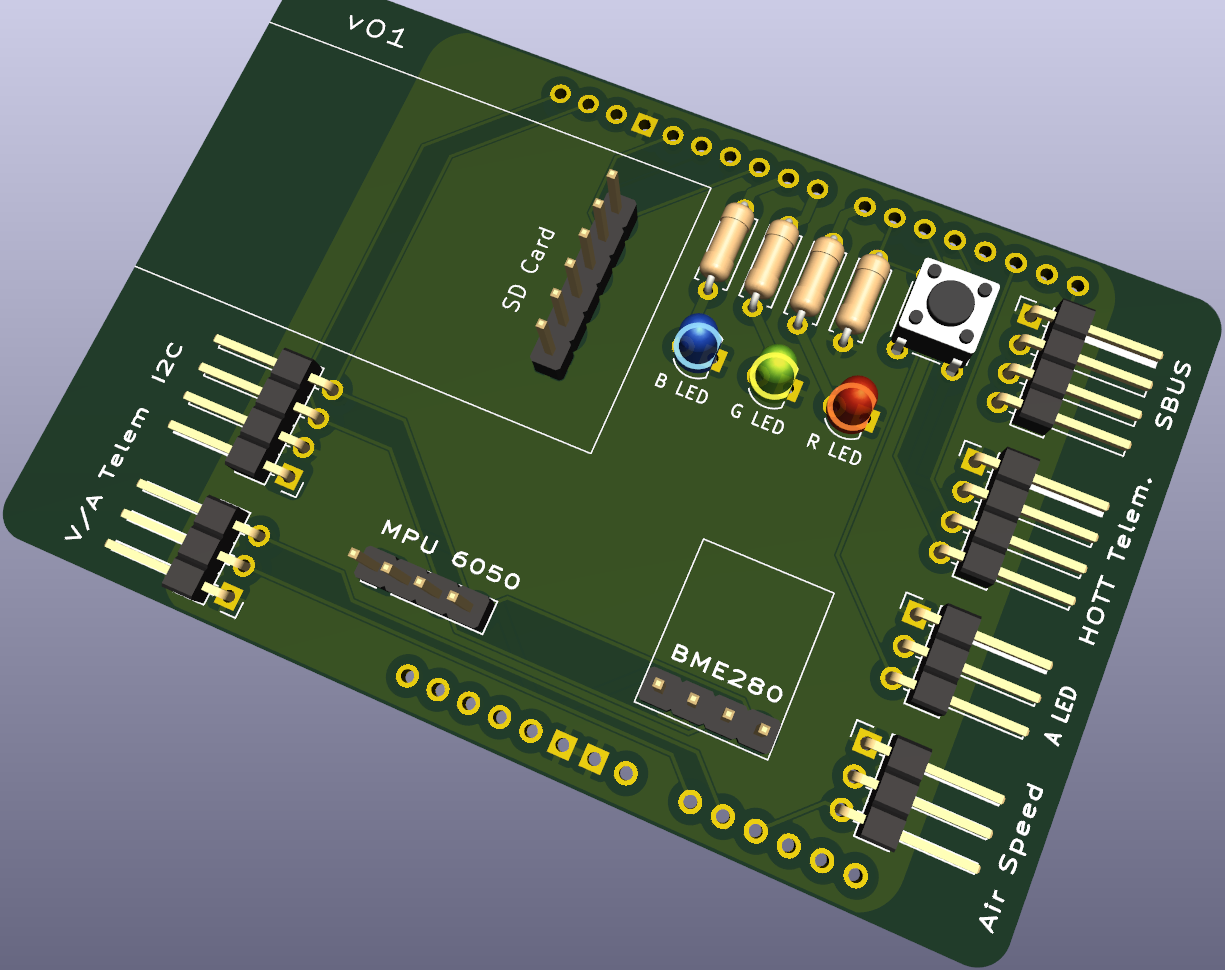 v01
SD Card
I2C
V/A Telem
B LED
G LED
R LED
SBUS
HOTT Telem.
MPU 6050
BME280
A LED
Air Speed